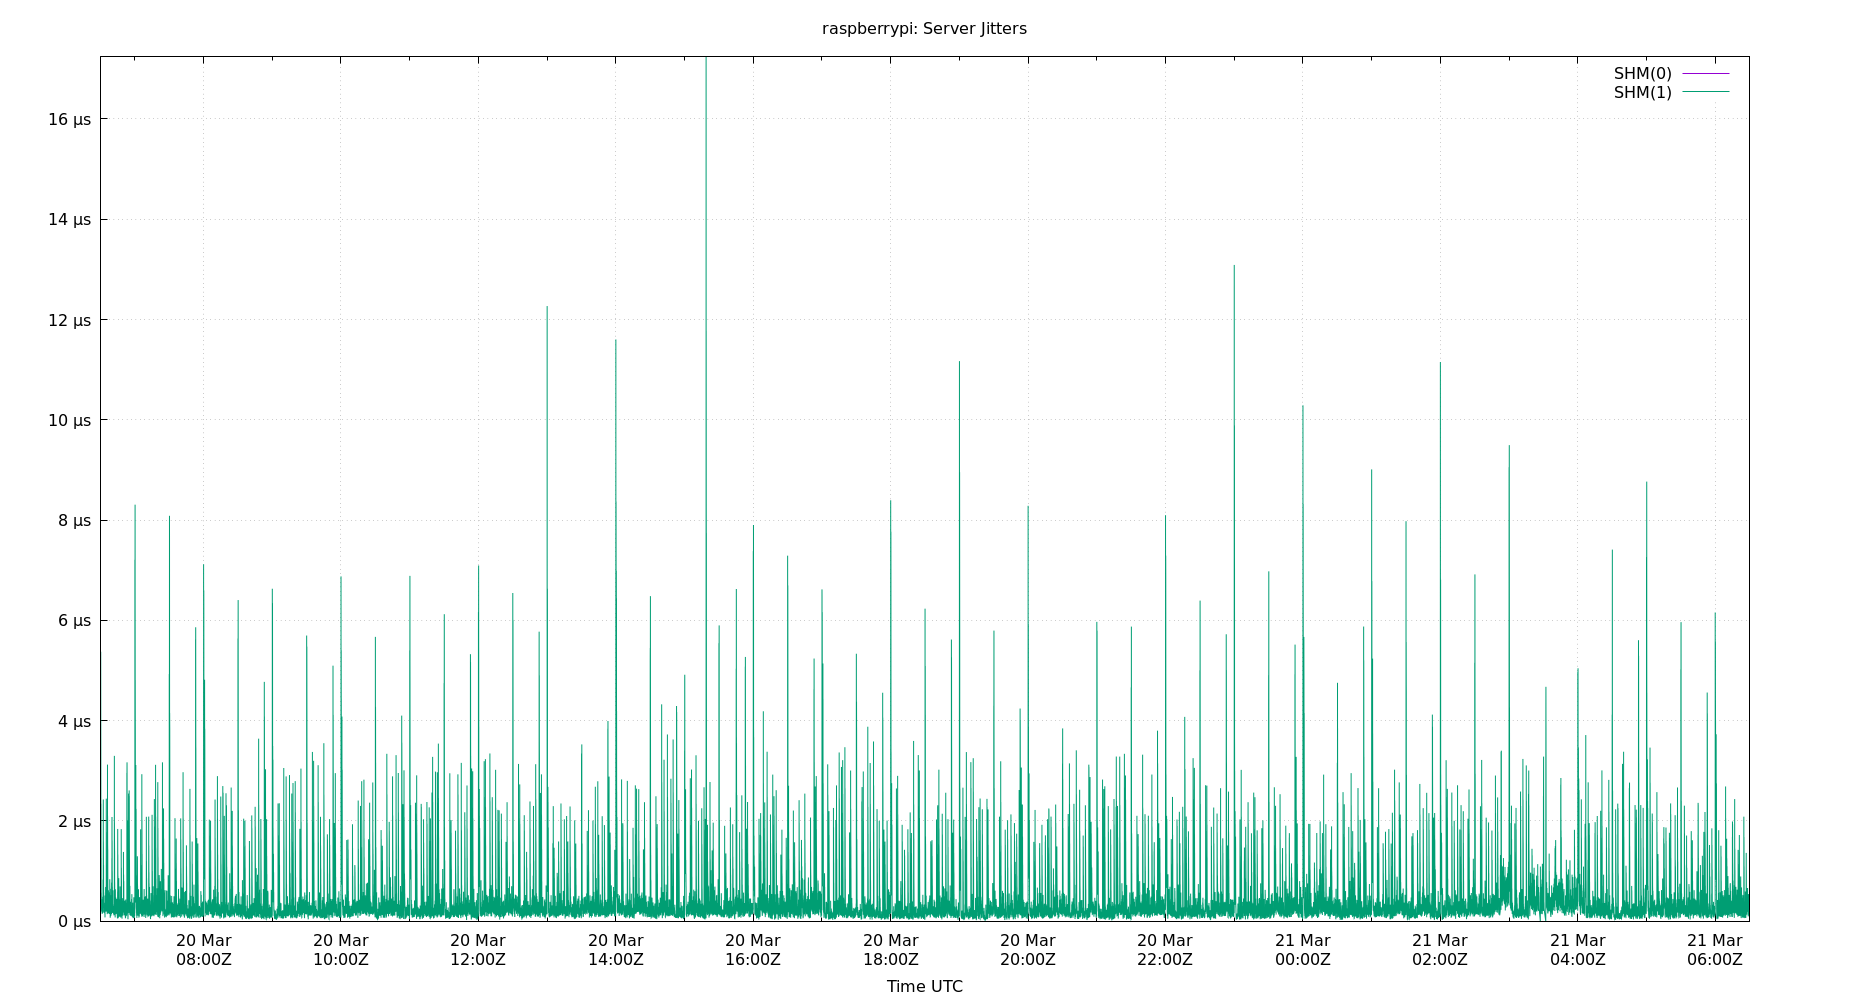 raspberrypi: Server Jitters
SHM(0)
SHM(1)
16 μs
14 μs
12 μs
10 μs
8 μs
6 μs
4 μs
2 μs
0 μs
20 Mar 20 Mar 20 Mar 20 Mar 20 Mar 20 Mar 20 Mar 20 Mar 21 Mar 21 Mar 21 Mar 21 Mar
08:00Z 10:00Z 12:00Z 14:00Z 16:00Z 18:00Z 20:00Z 22:00Z 00:00Z 02:00Z 04:00Z 06:00Z
Time UTC